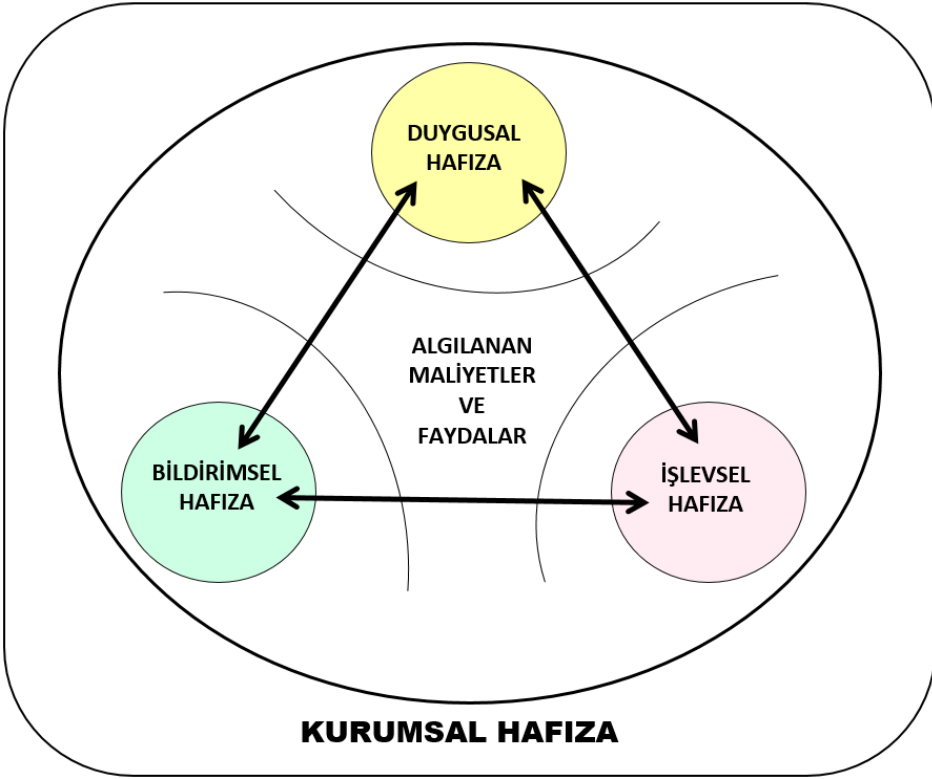 DUYGUSAL
HAFIZA
ALGILANAN
MALİYETLER
VE
FAYDALAR
BİLDİRİMSEL
HAFIZA
İŞLEVSEL
HAFIZA
KURUMSAL HAFIZA